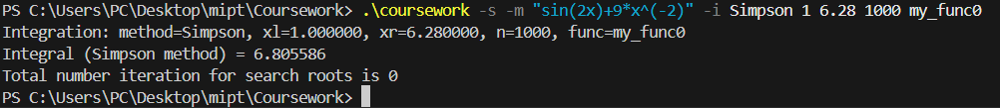 PS C:\Users\PC\Desktop\mipt\Coursework> .\coursework -s -m "sin(2x)+9*x^(-2)" -i Simpson 1 6.28 1000 my_func0
Integration: method=Simpson, xl=1.000000, xr=6.280000, n=1000, func=my_func0
Integral (Simpson method) = 6.805586
Total number iteration for search roots is 0
PS C:\Users\PC\Desktop\mipt\Coursework>